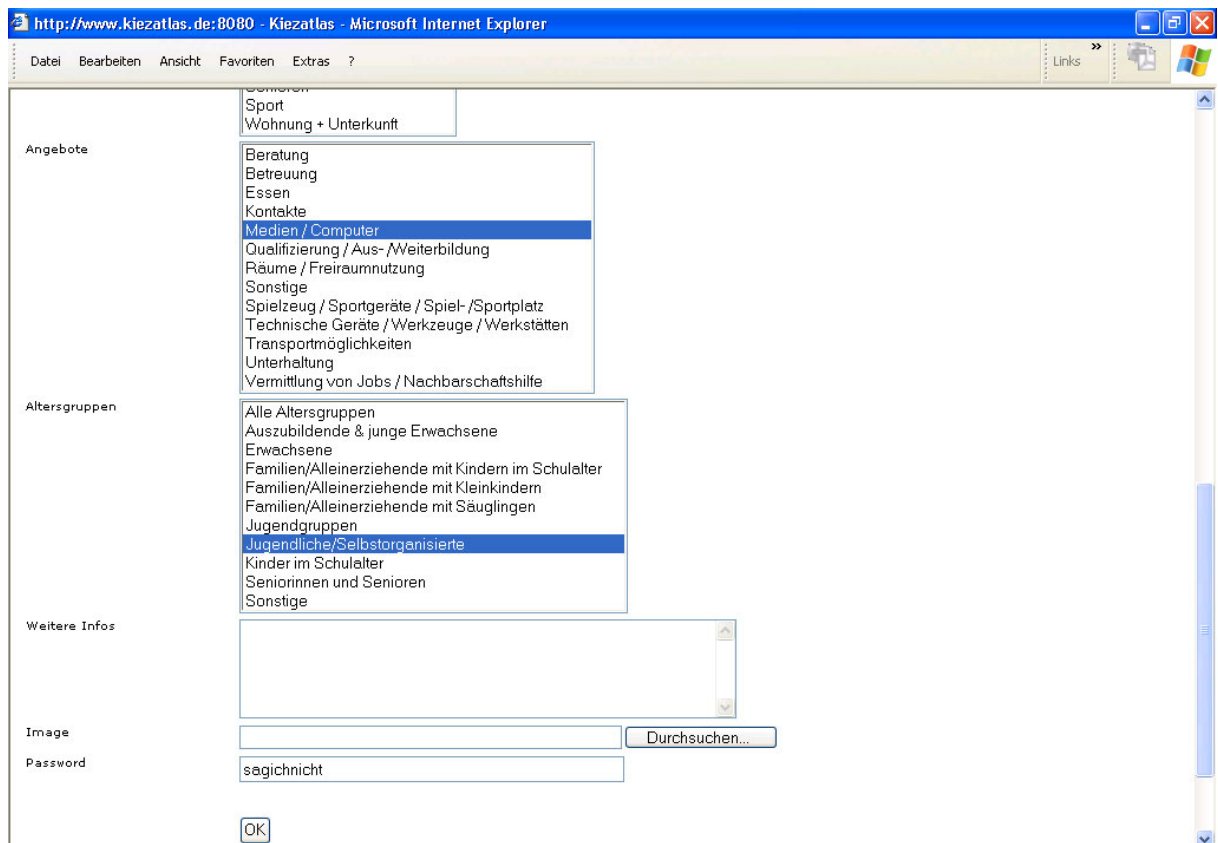 http://www.kiezatlas.de:8080 - Kiezatlas - Microsoft Internet Explorer
Datei Bearbeiten Ansicht Favoriten Extras ? Links »
Senioren
Sport
Wohnung + Unterkunft
Angebote
Beratung
Betreuung
Essen
Kontakte
Medien / Computer
Qualifizierung / Aus- /Weiterbildung
Räume / Freiraumnutzung
Sonstige
Spielzeug / Sportgeräte / Spiel- /Sportplatz
Technische Geräte / Werkzeuge / Werkstätten
Transportmöglichkeiten
Unterhaltung
Vermittlung von Jobs / Nachbarschaftshilfe
Altersgruppen
Alle Altersgruppen
Auszubildende & junge Erwachsene
Erwachsene
Familien/Alleinerziehende mit Kindern im Schulalter
Familien/Alleinerziehende mit Kleinkindern
Familien/Alleinerziehende mit Säuglingen
Jugendgruppen
Jugendliche/Selbstorganisierte
Kinder im Schulalter
Seniorinnen und Senioren
Sonstige
Weitere Infos
Image Durchsuchen...
Password sagichnicht
OK